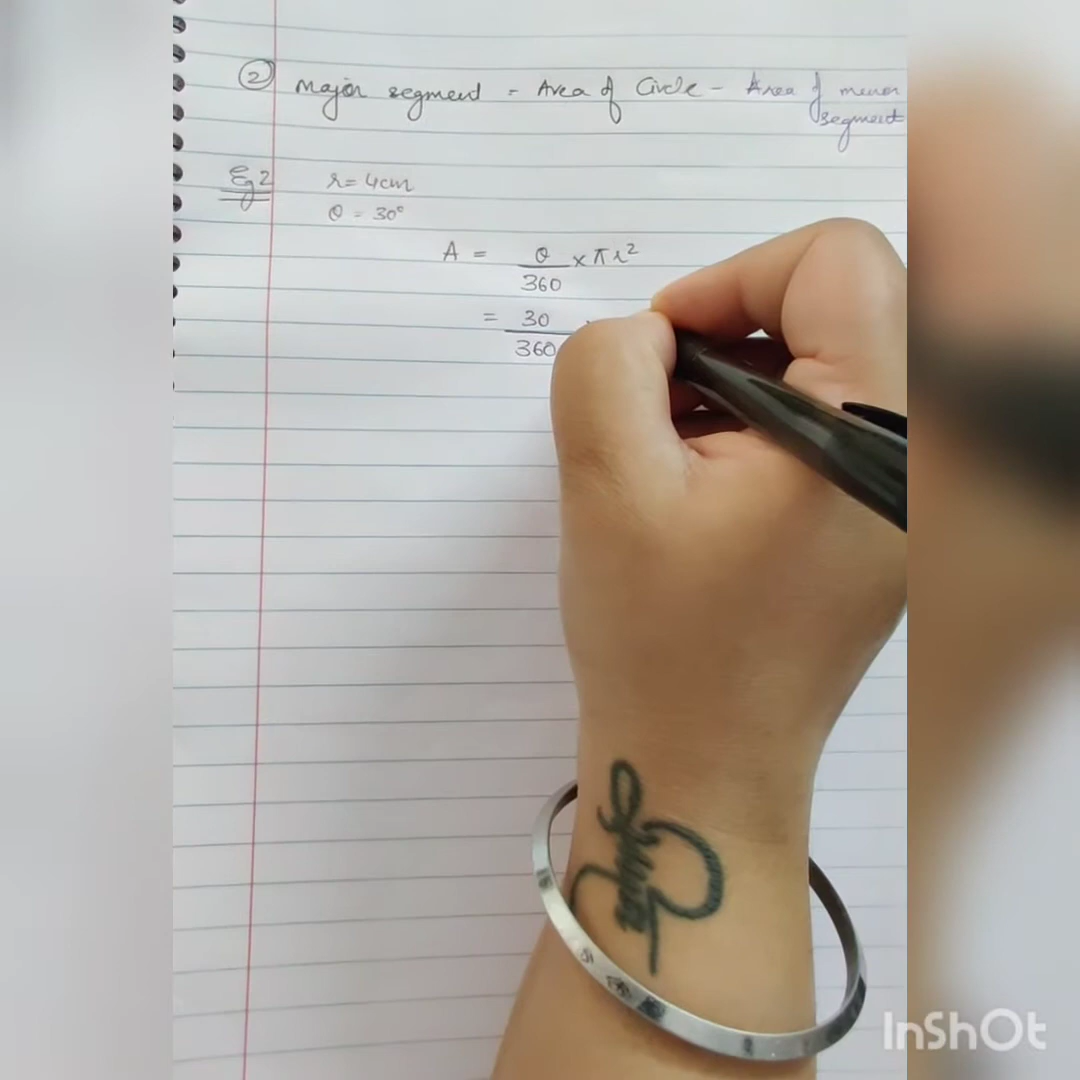 ② Major segment = Area of Circle - Area of minor
segment
Eg 2 r = 4cm
θ = 30°
A = θ/360 × πr²
= 30/360
InShOt